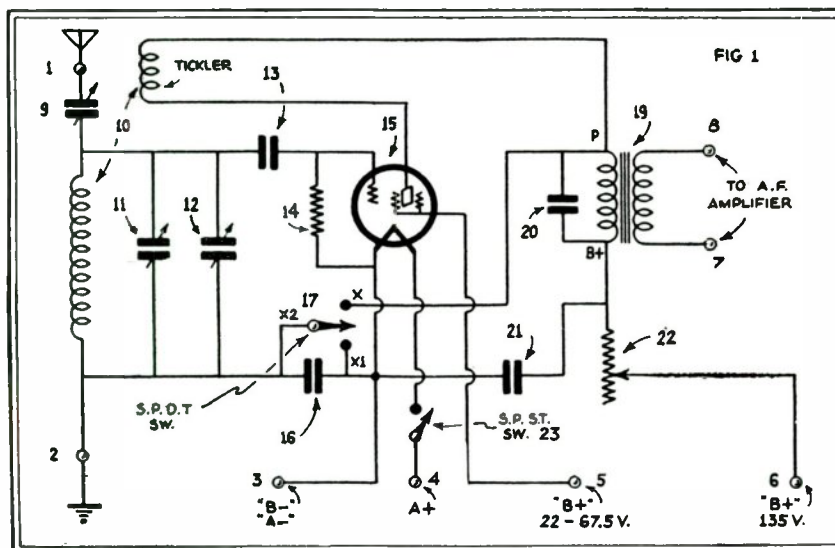 FIG 1
1
9
10
TICKLER
13
15
P
19
8
TO A.F.
AMPLIFIER
7
11
12
14
20
B+
X
17
X2
X1
21
22
S.P.D.T
SW.
16
S.P.S.T.
SW. 23
2
3
"B-"
"A-"
4
A+
5
"B+"
22-67.5 V.
6
"B+"
135 V.